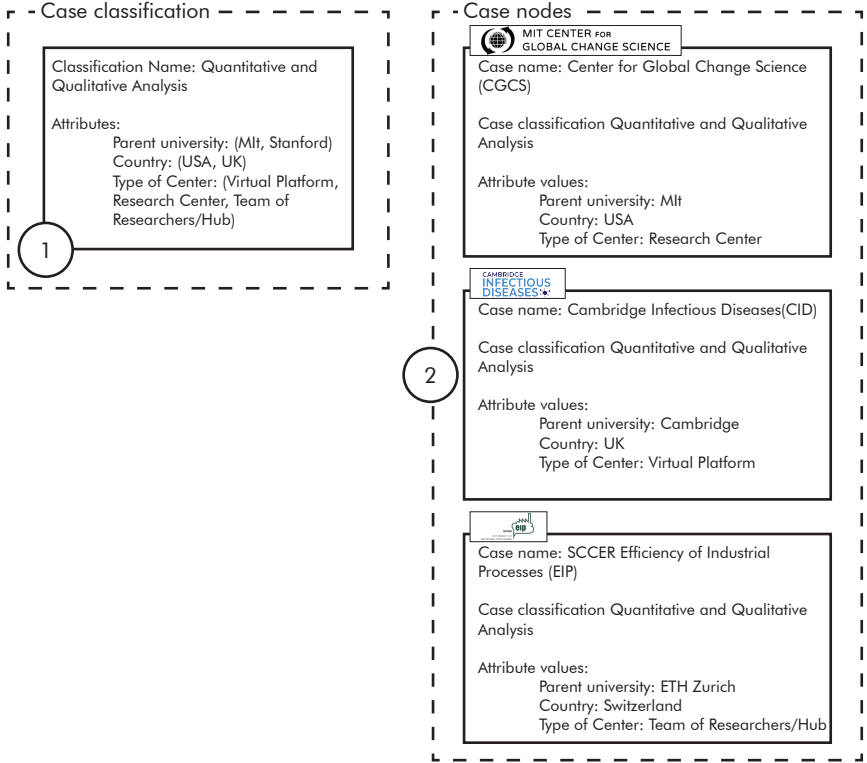 Case classification
Classification Name: Quantitative and
Qualitative Analysis
Attributes:
Parent university: (MIt, Stanford)
Country: (USA, UK)
Type of Center: (Virtual Platform,
Research Center, Team of
Researchers/Hub)
1
Case nodes
MIT CENTER FOR
GLOBAL CHANGE SCIENCE
Case name: Center for Global Change Science
(CGCS)
Case classification Quantitative and Qualitative
Analysis
Attribute values:
Parent university: MIt
Country: USA
Type of Center: Research Center
CAMBRIDGE
INFECTIOUS
DISEASES
Case name: Cambridge Infectious Diseases(CID)
Case classification Quantitative and Qualitative
Analysis
2
Attribute values:
Parent university: Cambridge
Country: UK
Type of Center: Virtual Platform
eip
Case name: SCCER Efficiency of Industrial
Processes (EIP)
Case classification Quantitative and Qualitative
Analysis
Attribute values:
Parent university: ETH Zurich
Country: Switzerland
Type of Center: Team of Researchers/Hub